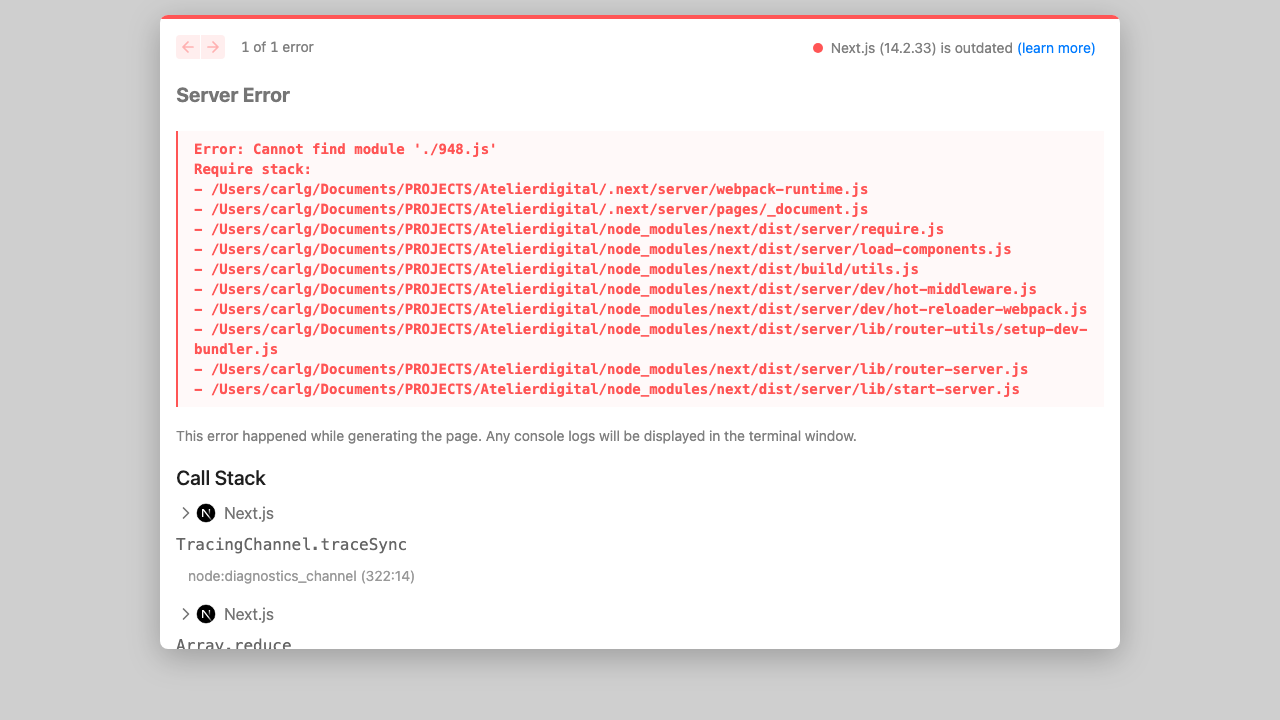 1 of 1 error
Next.js (14.2.33) is outdated (learn more)
Server Error
Error: Cannot find module './948.js'
Require stack:
- /Users/carlg/Documents/PROJECTS/Atelierdigital/.next/server/webpack-runtime.js
- /Users/carlg/Documents/PROJECTS/Atelierdigital/.next/server/pages/_document.js
- /Users/carlg/Documents/PROJECTS/Atelierdigital/node_modules/next/dist/server/require.js
- /Users/carlg/Documents/PROJECTS/Atelierdigital/node_modules/next/dist/server/load-components.js
- /Users/carlg/Documents/PROJECTS/Atelierdigital/node_modules/next/dist/build/utils.js
- /Users/carlg/Documents/PROJECTS/Atelierdigital/node_modules/next/dist/server/dev/hot-middleware.js
- /Users/carlg/Documents/PROJECTS/Atelierdigital/node_modules/next/dist/server/dev/hot-reloader-webpack.js
- /Users/carlg/Documents/PROJECTS/Atelierdigital/node_modules/next/dist/server/lib/router-utils/setup-dev-
bundler.js
- /Users/carlg/Documents/PROJECTS/Atelierdigital/node_modules/next/dist/server/lib/router-server.js
- /Users/carlg/Documents/PROJECTS/Atelierdigital/node_modules/next/dist/server/lib/start-server.js
This error happened while generating the page. Any console logs will be displayed in the terminal window.
Call Stack
Next.js
TracingChannel.traceSync
node:diagnostics_channel (322:14)
Next.js
Array.reduce